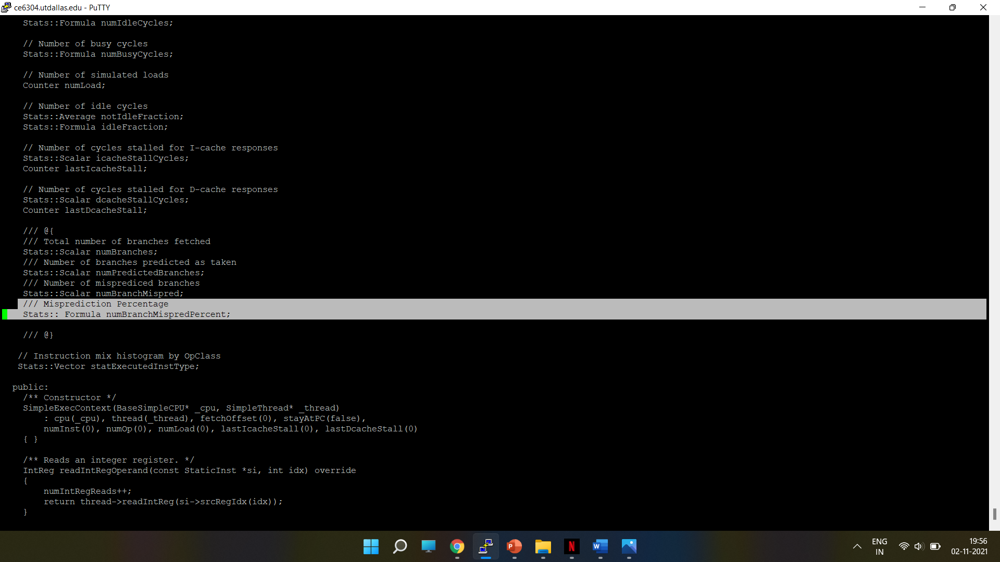 ce6304.utdallas.edu - PuTTY
Stats::Formula numIdleCycles;
// Number of busy cycles
Stats::Formula numBusyCycles;
// Number of simulated loads
Counter numLoad;
// Number of idle cycles
Stats::Average notIdleFraction;
Stats::Formula idleFraction;
// Number of cycles stalled for I-cache responses
Stats::Scalar icacheStallCycles;
Counter lastIcacheStall;
// Number of cycles stalled for D-cache responses
Stats::Scalar dcacheStallCycles;
Counter lastDcacheStall;
/// @{
/// Total number of branches fetched
Stats::Scalar numBranches;
/// Number of branches predicted as taken
Stats::Scalar numPredictedBranches;
/// Number of misprediced branches
Stats::Scalar numBranchMispred;
/// Misprediction Percentage
Stats:: Formula numBranchMispredPercent;
/// @}
// Instruction mix histogram by OpClass
Stats::Vector statExecutedInstType;
public:
/** Constructor */
SimpleExecContext(BaseSimpleCPU* _cpu, SimpleThread* _thread)
: cpu(_cpu), thread(_thread), fetchOffset(0), stayAtPC(false),
numInst(0), numOp(0), numLoad(0), lastIcacheStall(0), lastDcacheStall(0)
{ }
/** Reads an integer register. */
IntReg readIntRegOperand(const StaticInst *si, int idx) override
{
numIntRegReads++;
return thread->readIntReg(si->srcRegIdx(idx));
}
P
N
W
ENG
IN
19:56
02-11-2021